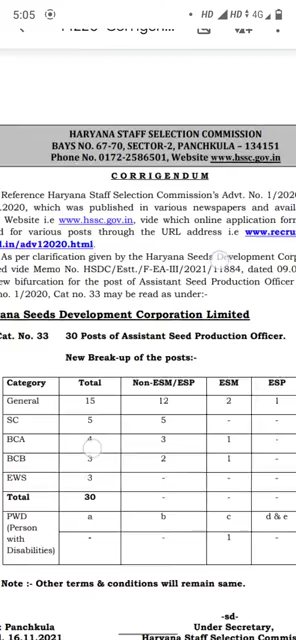 5:05 HD HD 4G
HARYANA STAFF SELECTION COMMISSION
BAYS NO. 67-70, SECTOR-2, PANCHKULA – 134151
Phone No. 0172-2586501, Website www.hssc.gov.in
C O R R I G E N D U M
Reference Haryana Staff Selection Commission's Advt. No. 1/2020
.2020, which was published in various newspapers and availa
Website i.e www.hssc.gov.in, vide which online application form
d for various posts through the URL address i.e www.recru
d.in/adv12020.html.
As per clarification given by the Haryana Seeds Development Corp
ed vide Memo No. HSDC/Estt./F-EA-III/2021/11884, dated 09.0
ew bifurcation for the post of Assistant Seed Production Officer
no. 1/2020, Cat no. 33 may be read as under:-
ana Seeds Development Corporation Limited
Cat. No. 33 30 Posts of Assistant Seed Production Officer.
New Break-up of the posts:-
Category Total Non-ESM/ESP ESM ESP
General 15 12 2 1
SC 5 5 - -
BCA 4 3 1 -
BCB 3 2 1 -
EWS 3 - - -
Total 30 - - -
PWD a b c d & e
(Person
with - - 1 -
Disabilities)
Note :- Other terms & conditions will remain same.
-sd-
: Panchkula Under Secretary,
d. 16.11.2021 Haryana Staff Selection Commis